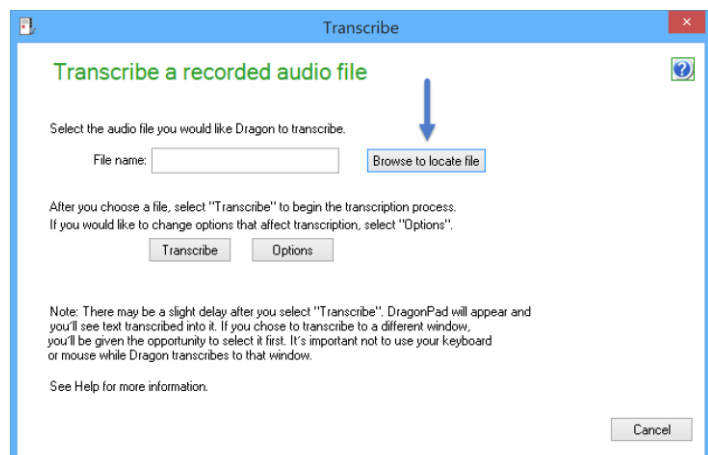 Transcribe
Transcribe a recorded audio file
Select the audio file you would like Dragon to transcribe.
File name:
Browse to locate file
After you choose a file, select "Transcribe" to begin the transcription process.
If you would like to change options that affect transcription, select "Options".
Transcribe
Options
Note: There may be a slight delay after you select "Transcribe". DragonPad will appear and
you'll see text transcribed into it. If you chose to transcribe to a different window,
you'll be given the opportunity to select it first. It's important not to use your keyboard
or mouse while Dragon transcribes to that window.
See Help for more information.
Cancel